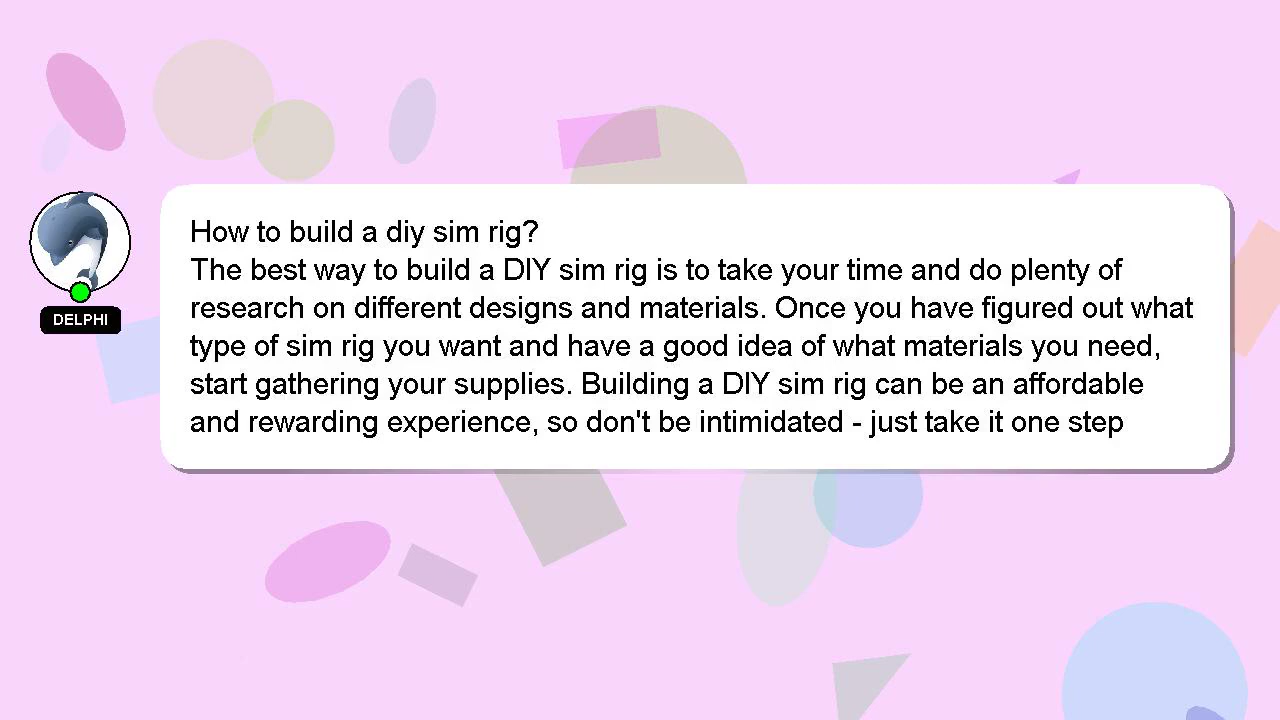 How to build a diy sim rig?
The best way to build a DIY sim rig is to take your time and do plenty of
research on different designs and materials. Once you have figured out what
type of sim rig you want and have a good idea of what materials you need,
start gathering your supplies. Building a DIY sim rig can be an affordable
and rewarding experience, so don't be intimidated - just take it one step
DELPHI